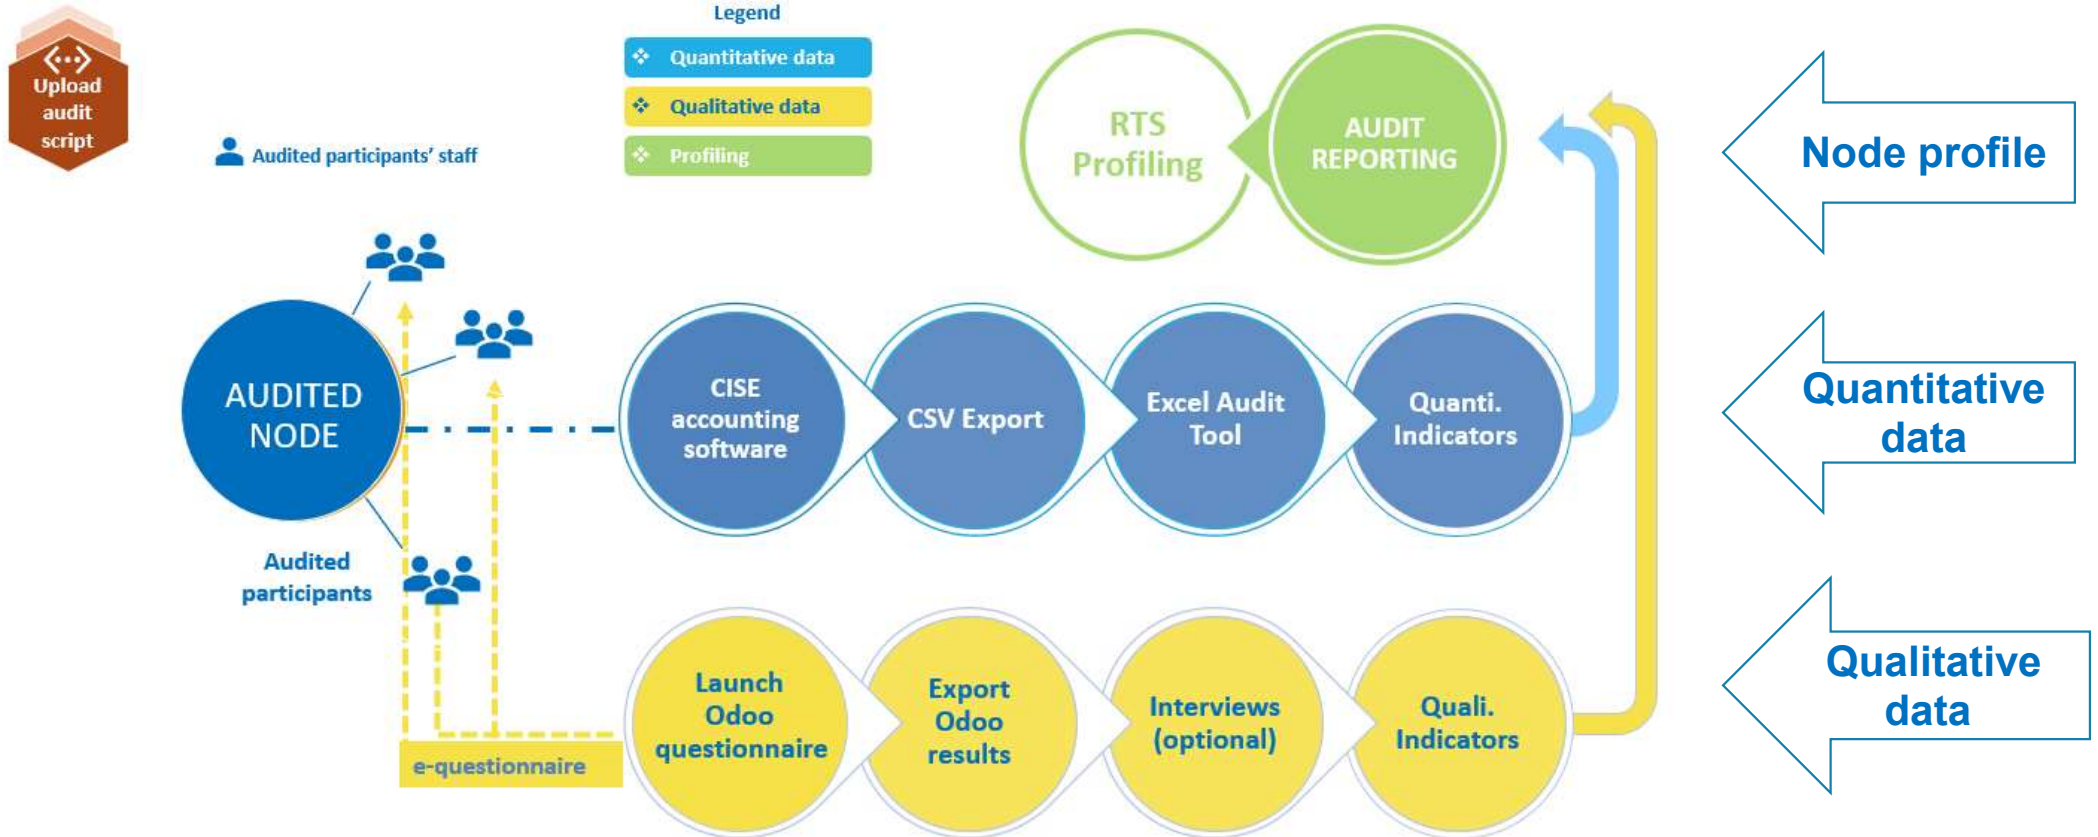 Legend
Quantitative data
Qualitative data
Profiling
Upload
audit
script
Audited participants' staff
RTS
Profiling
AUDIT
REPORTING
Node profile
AUDITED
NODE
Audited
participants
CISE
accounting
software
CSV Export
Excel Audit
Tool
Quanti.
Indicators
Quantitative
data
e-questionnaire
Launch
Odoo
questionnaire
Export
Odoo
results
Interviews
(optional)
Quali.
Indicators
Qualitative
data